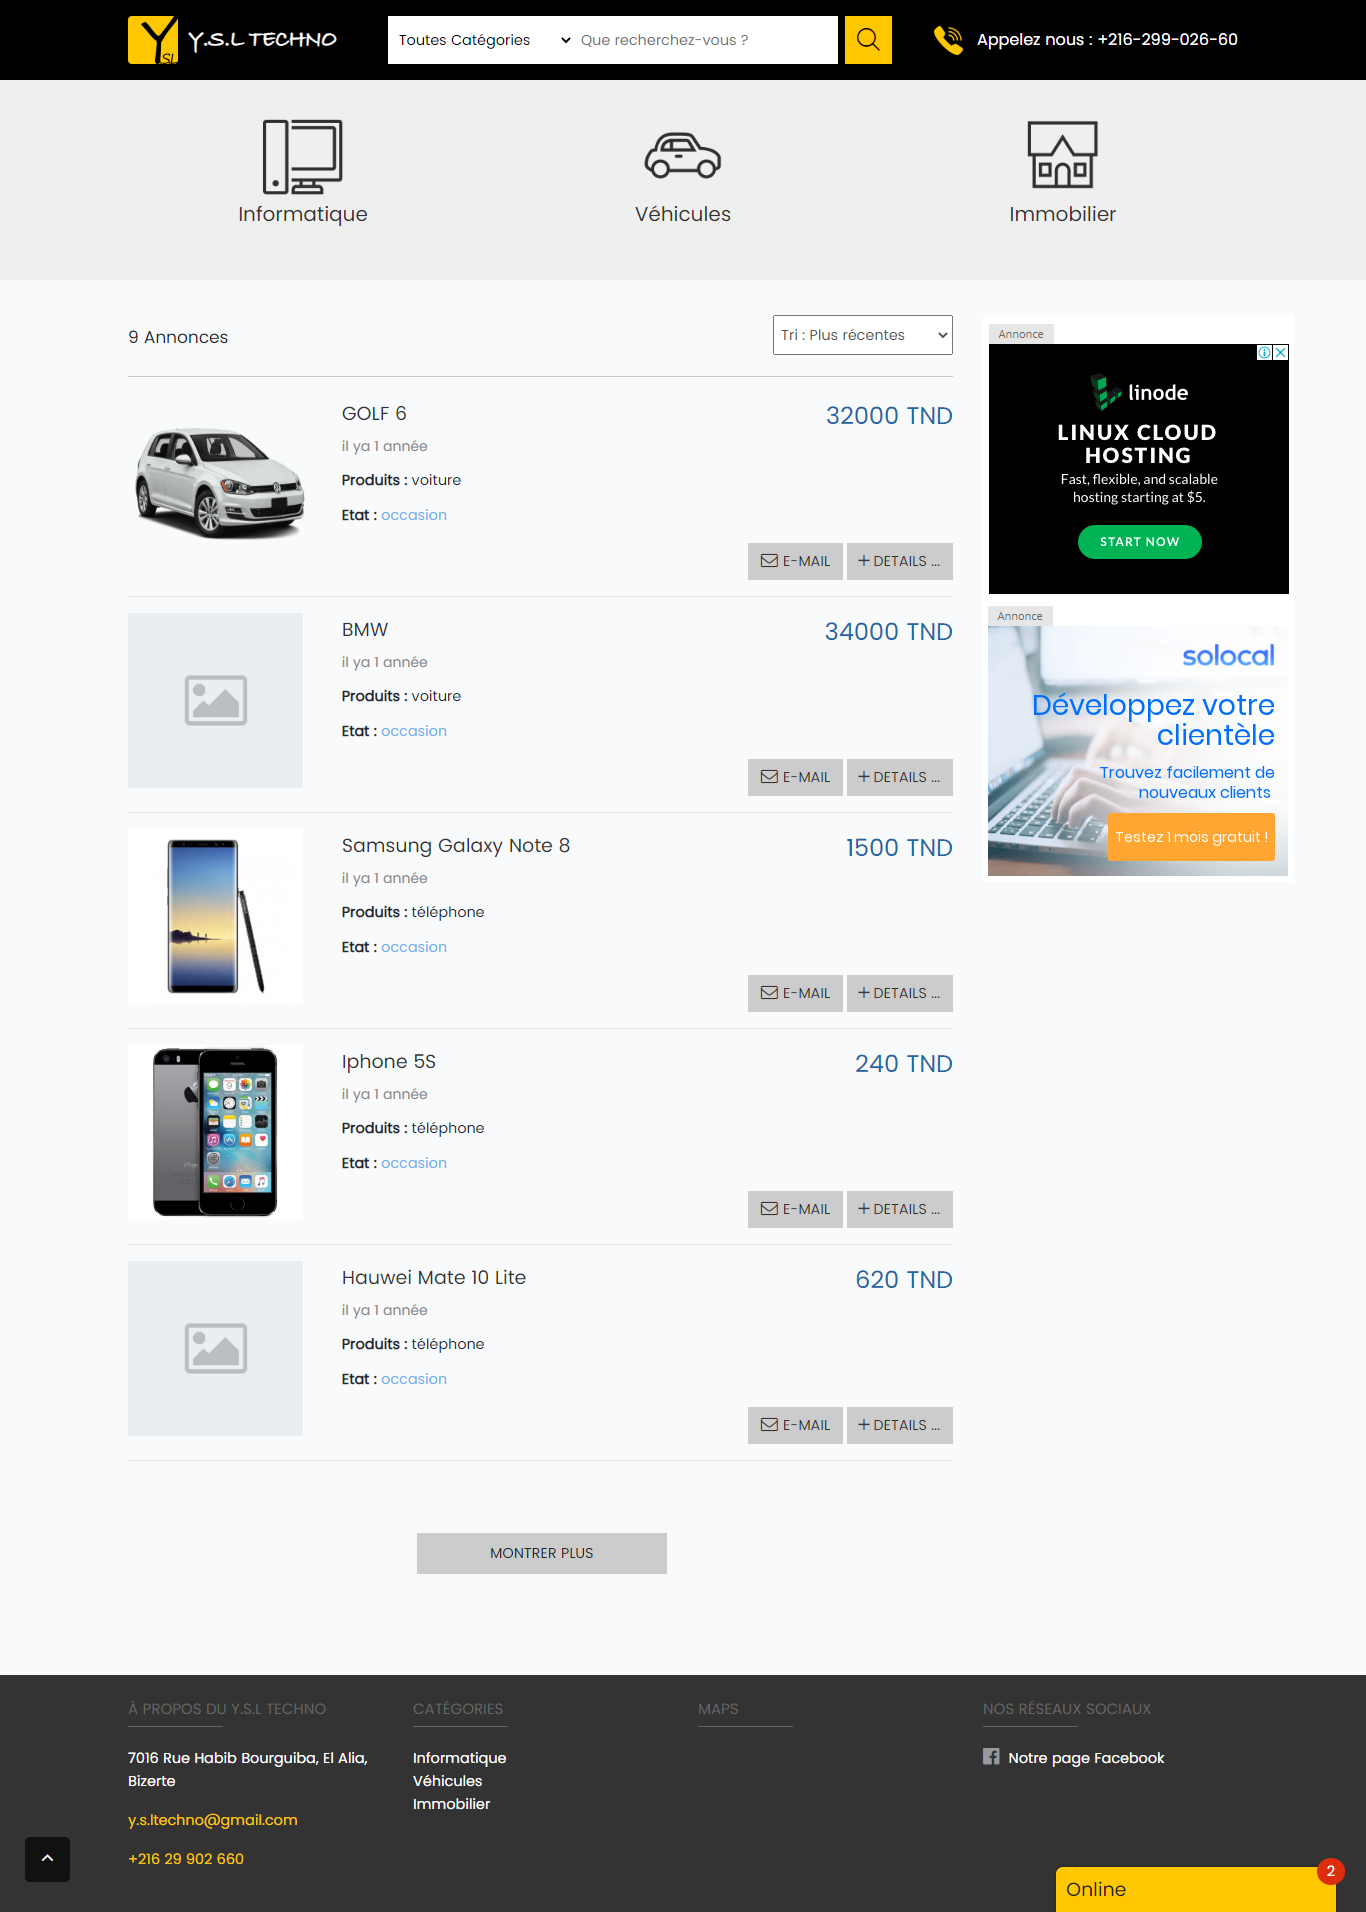 Y.S.L TECHNO
Toutes Catégories
Que recherchez-vous ?
Appelez nous : +216-299-026-60
Informatique
Véhicules
Immobilier
9 Annonces
Tri : Plus récentes
GOLF 6
32000 TND
il ya 1 année
Produits : voiture
Etat : occasion
E-MAIL
DETAILS ...
BMW
34000 TND
il ya 1 année
Produits : voiture
Etat : occasion
E-MAIL
DETAILS ...
Samsung Galaxy Note 8
1500 TND
il ya 1 année
Produits : téléphone
Etat : occasion
E-MAIL
DETAILS ...
Iphone 5S
240 TND
il ya 1 année
Produits : téléphone
Etat : occasion
E-MAIL
DETAILS ...
Hauwei Mate 10 Lite
620 TND
il ya 1 année
Produits : téléphone
Etat : occasion
E-MAIL
DETAILS ...
MONTRER PLUS
Annonce
linode
LINUX CLOUD
HOSTING
Fast, flexible, and scalable
hosting starting at $5.
START NOW
Annonce
solocal
Développez votre
clientèle
Trouvez facilement de
nouveaux clients
Testez 1 mois gratuit !
À PROPOS DU Y.S.L TECHNO
7016 Rue Habib Bourguiba, El Alia,
Bizerte
y.s.ltechno@gmail.com
+216 29 902 660
CATÉGORIES
Informatique
Véhicules
Immobilier
MAPS
NOS RÉSEAUX SOCIAUX
Notre page Facebook
Online
2